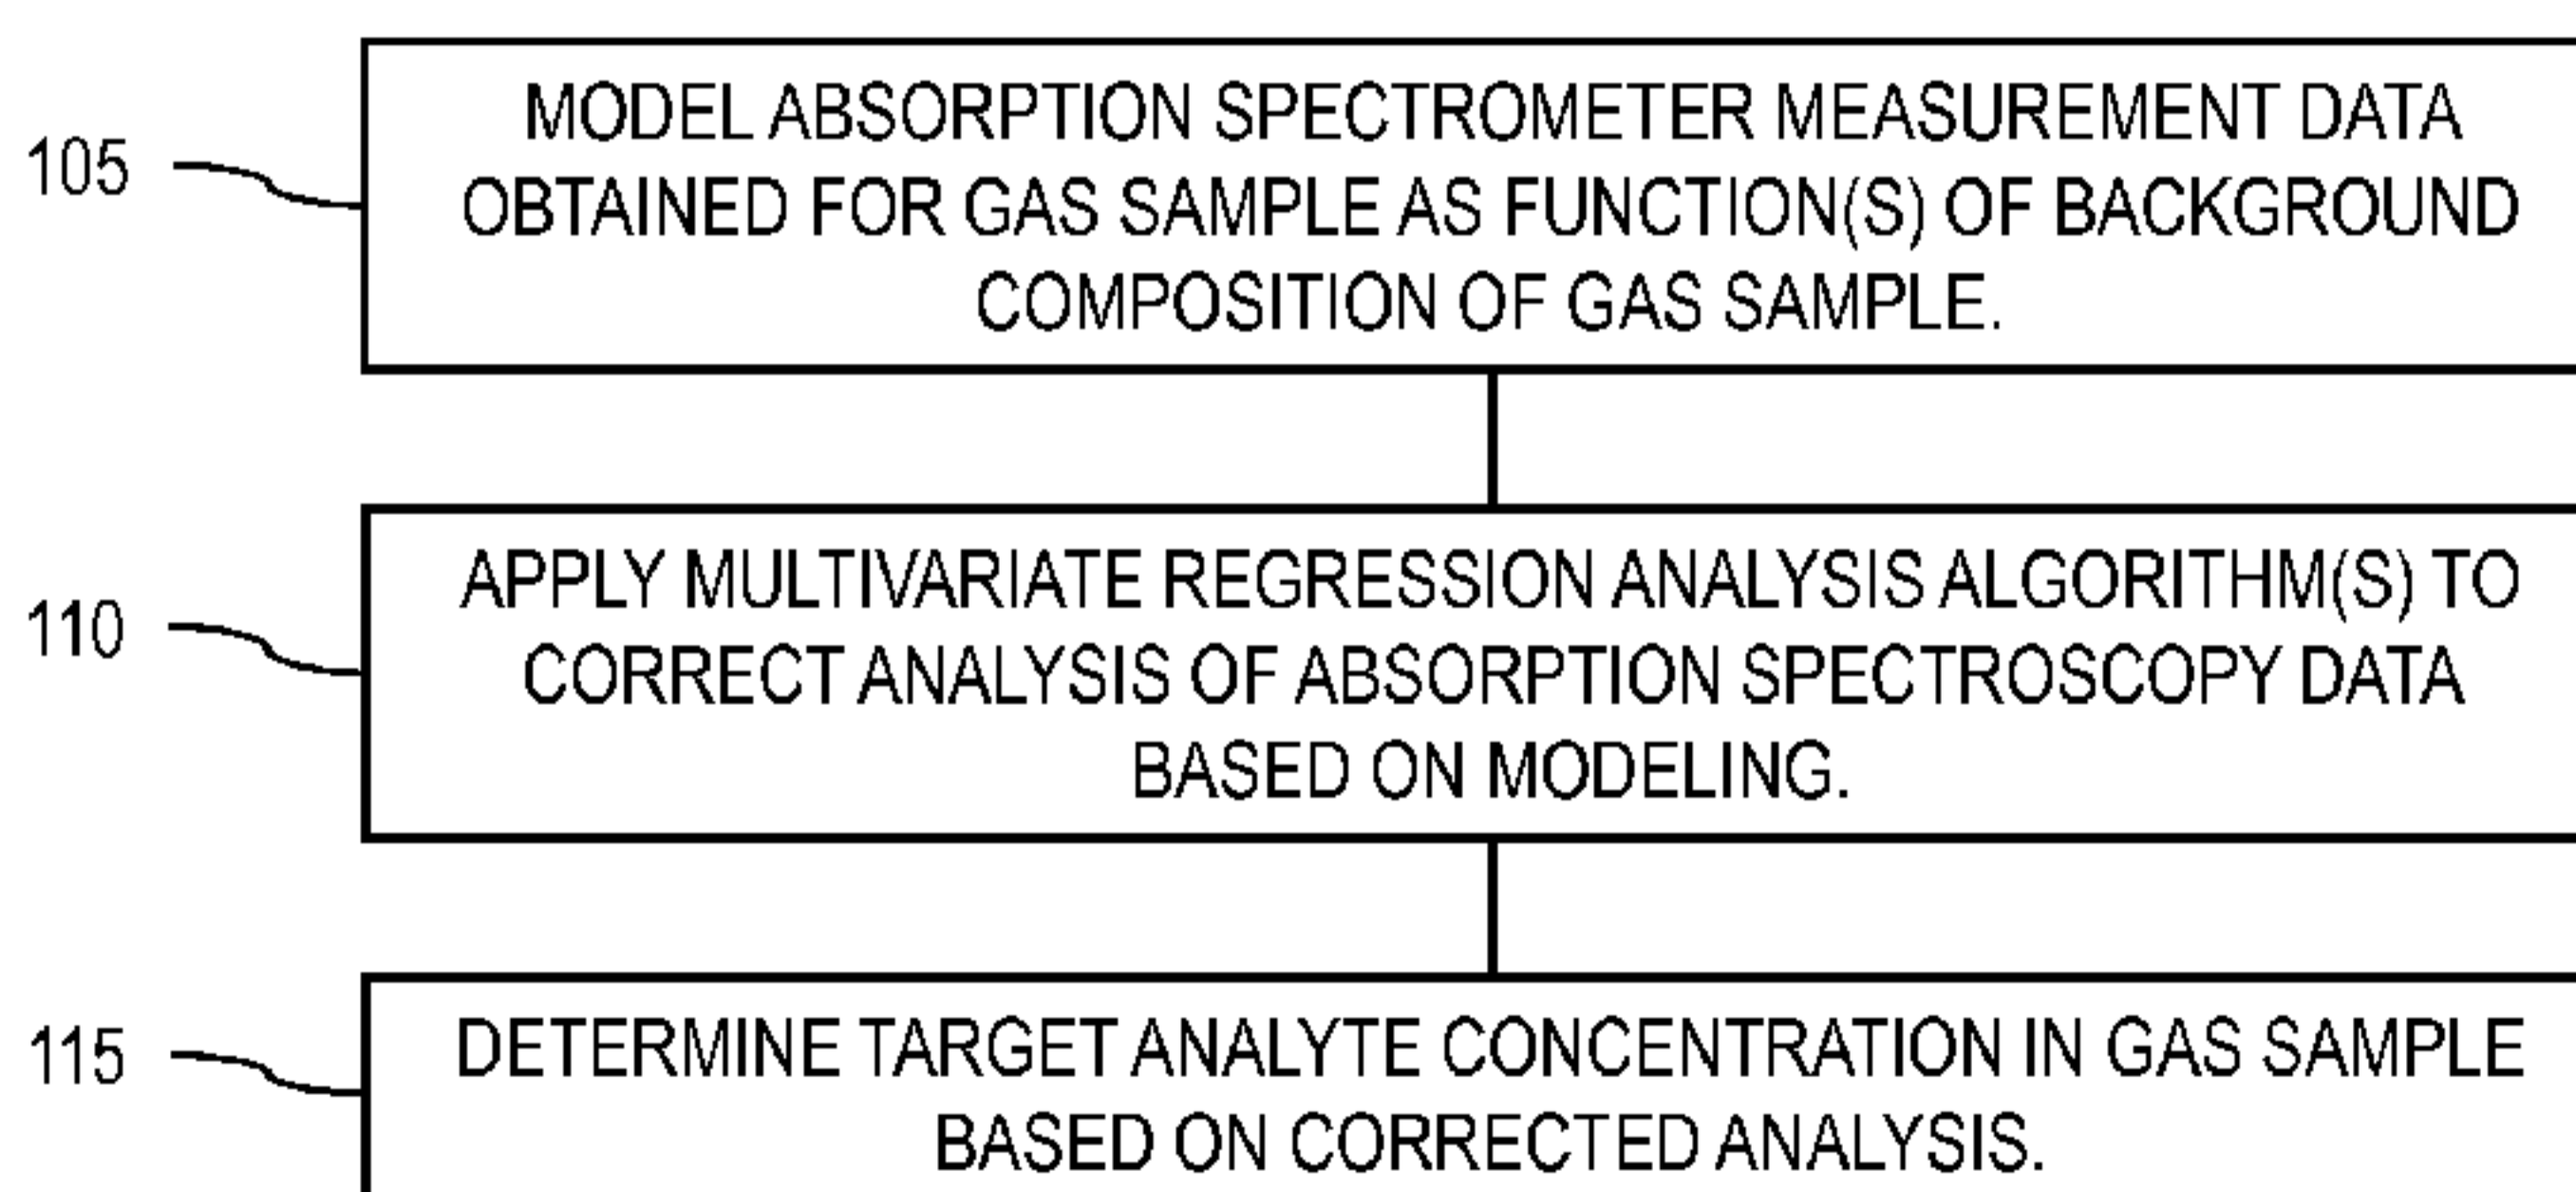 105
MODEL ABSORPTION SPECTROMETER MEASUREMENT DATA
OBTAINED FOR GAS SAMPLE AS FUNCTION(S) OF BACKGROUND
COMPOSITION OF GAS SAMPLE.
110
APPLY MULTIVARIATE REGRESSION ANALYSIS ALGORITHM(S) TO
CORRECT ANALYSIS OF ABSORPTION SPECTROSCOPY DATA
BASED ON MODELING.
115
DETERMINE TARGET ANALYTE CONCENTRATION IN GAS SAMPLE
BASED ON CORRECTED ANALYSIS.